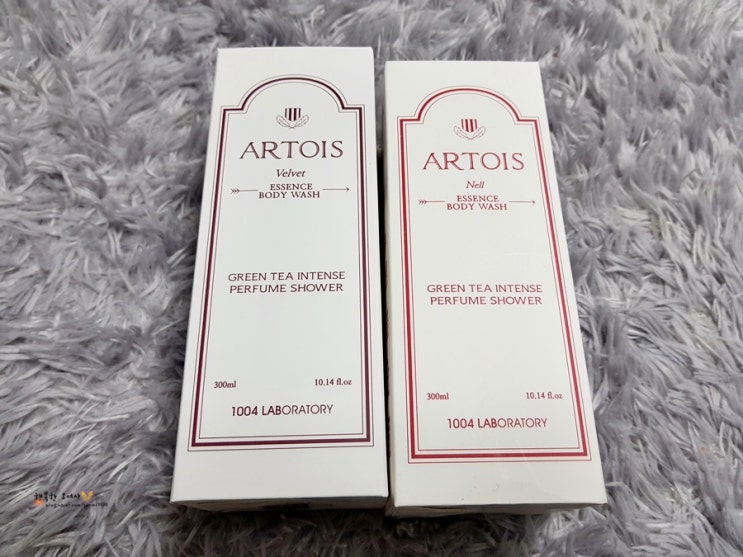 ARTOIS
Velvet
ESSENCE
BODY WASH
GREEN TEA INTENSE
PERFUME SHOWER
300ml 10.14 fl.oz
1004 LABORATORY
ARTOIS
Nell
ESSENCE
BODY WASH
GREEN TEA INTENSE
PERFUME SHOWER
300ml 10.14 fl.oz
1004 LABORATORY